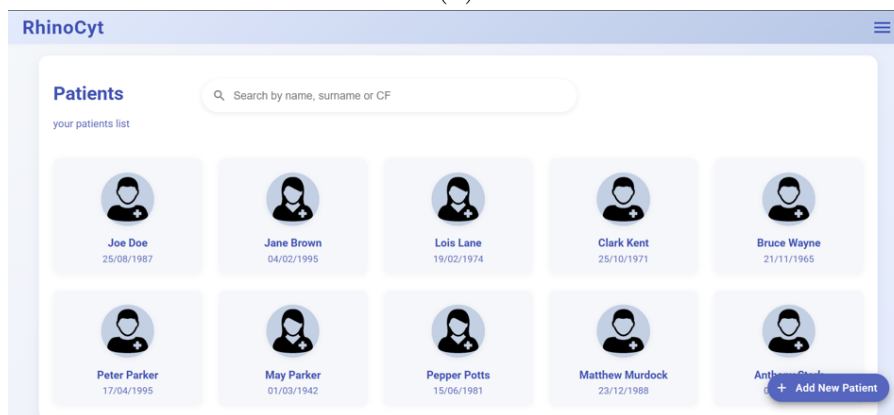 RhinoCyt
Patients
Search by name, surname or CF
your patients list
Joe Doe
25/08/1987
Jane Brown
04/02/1995
Lois Lane
19/02/1974
Clark Kent
25/10/1971
Bruce Wayne
21/11/1965
Peter Parker
17/04/1995
May Parker
01/03/1942
Pepper Potts
15/06/1981
Matthew Murdock
23/12/1988
+ Add New Patient